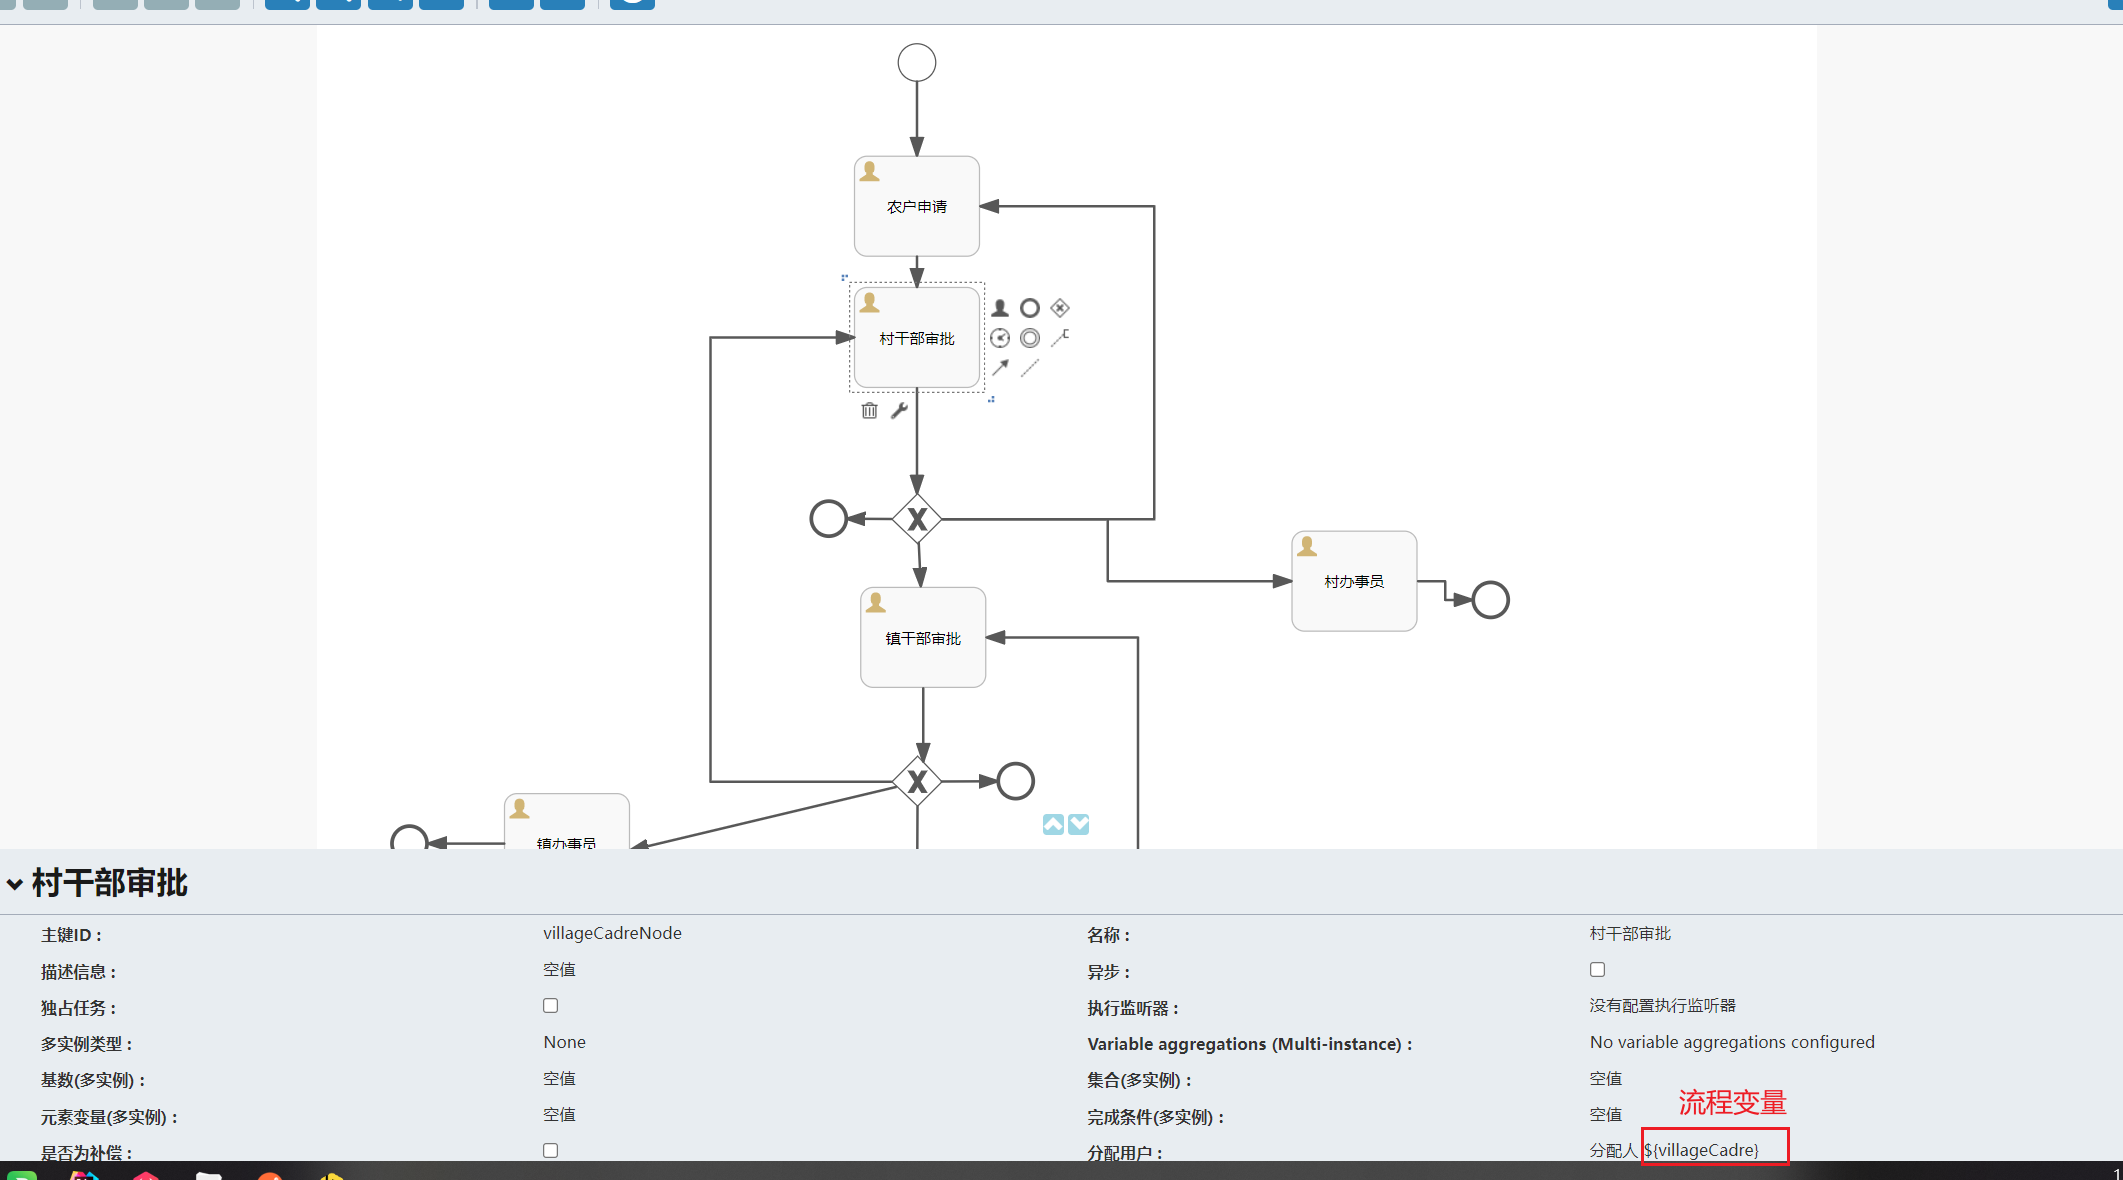 农户申请
村干部审批
村办事员
镇干部审批
镇办事员
村干部审批
主键ID : villageCadreNode 名称 : 村干部审批
描述信息 : 空值 异步 :
独占任务 : 执行监听器 : 没有配置执行监听器
多实例类型 : None Variable aggregations (Multi-instance) : No variable aggregations configured
基数(多实例) : 空值 集合(多实例) : 空值
流程变量
元素变量(多实例) : 空值 完成条件(多实例) : 空值
是否为补偿 : 分配用户 : 分配人 ${villageCadre}